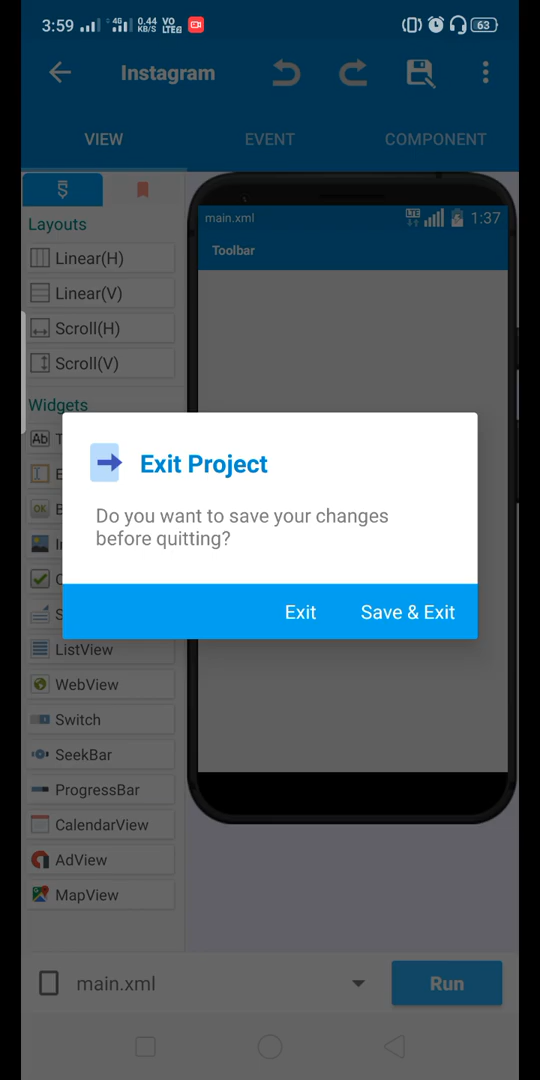 3:59 4G 0.44 KB/S VO LTE 63
Instagram
VIEW EVENT COMPONENT
Layouts
Linear(H)
Linear(V)
Scroll(H)
Scroll(V)
Widgets
Ab
OK
ListView
WebView
Switch
SeekBar
ProgressBar
CalendarView
AdView
MapView
main.xml LTE 1:37
Toolbar
Exit Project
Do you want to save your changes
before quitting?
Exit Save & Exit
main.xml Run